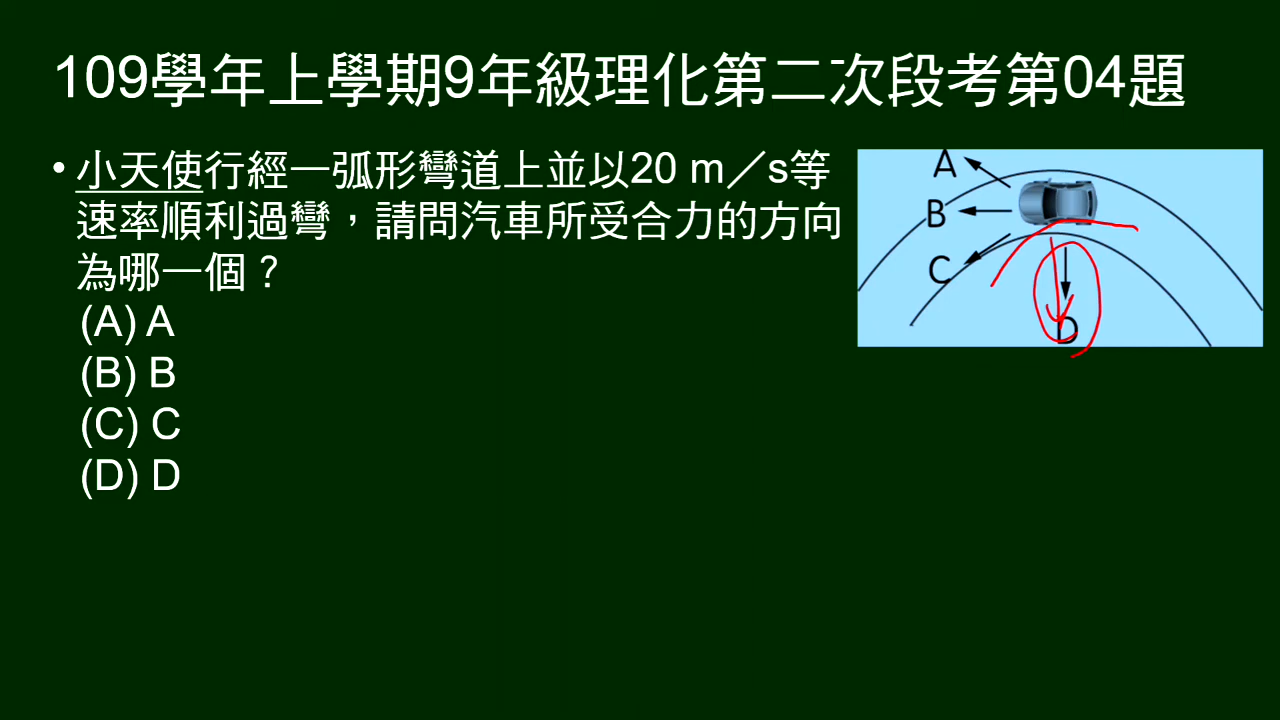 109學年上學期9年級理化第二次段考第04題
• 小天使行經一弧形彎道上並以20 m／s等
速率順利過彎，請問汽車所受合力的方向
為哪一個？
(A) A
(B) B
(C) C
(D) D
A
B
C
D